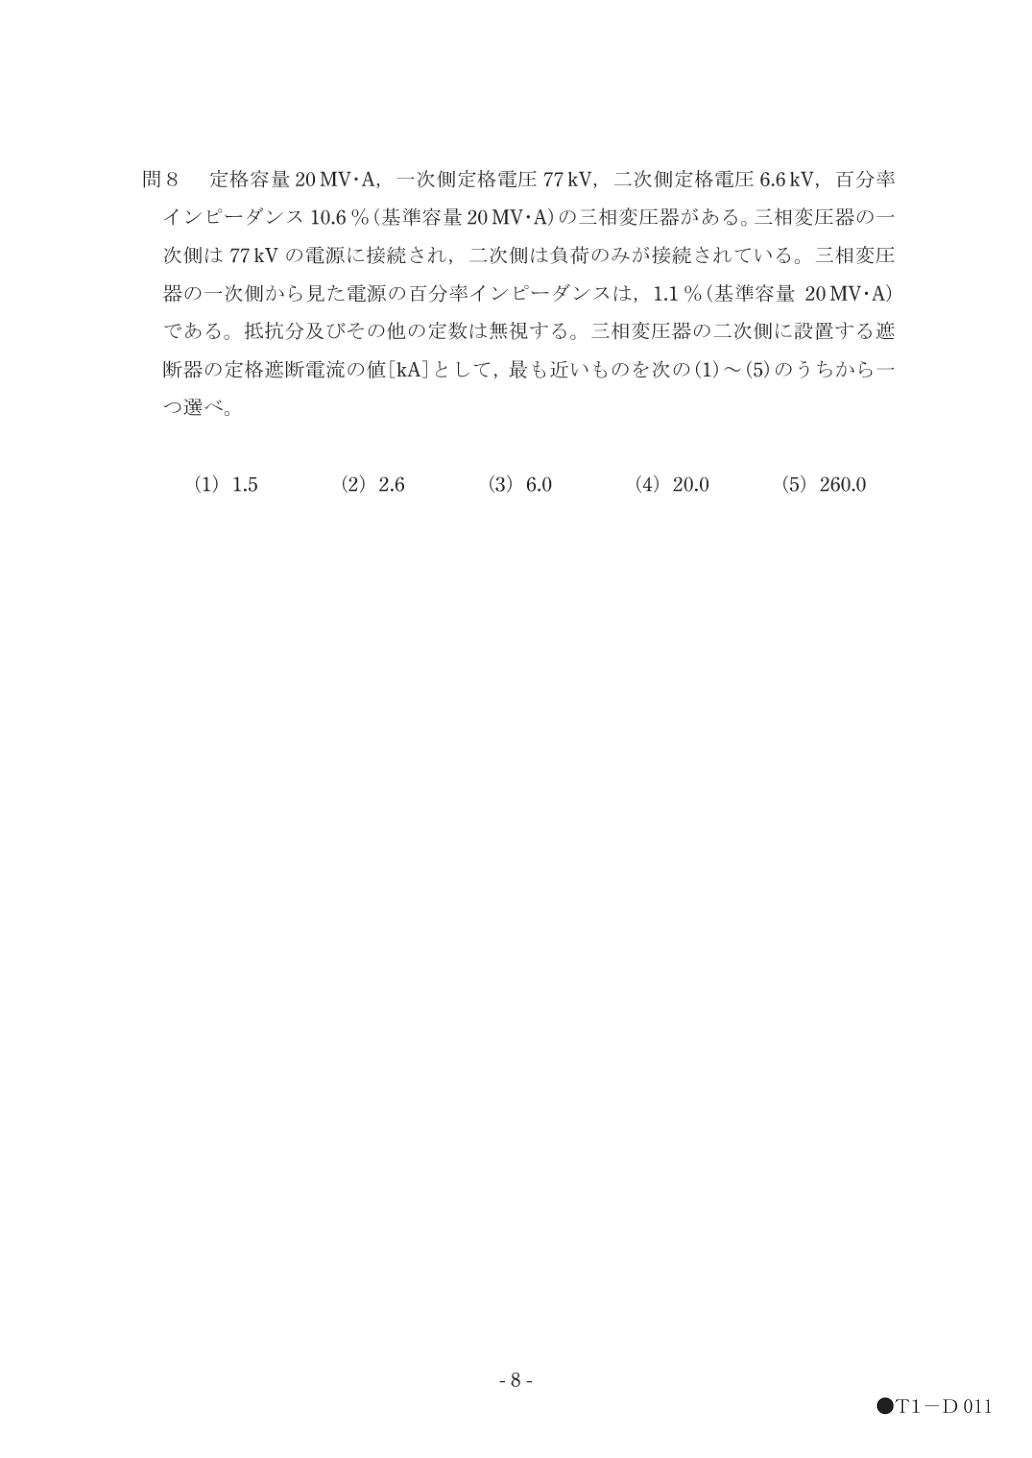 問８　定格容量 20 MV·A，一次側定格電圧 77 kV，二次側定格電圧 6.6 kV，百分率
インピーダンス 10.6 %（基準容量 20 MV·A）の三相変圧器がある。三相変圧器の一
次側は 77 kV の電源に接続され，二次側は負荷のみが接続されている。三相変圧
器の一次側から見た電源の百分率インピーダンスは，1.1 %（基準容量 20 MV·A）
である。抵抗分及びその他の定数は無視する。三相変圧器の二次側に設置する遮
断器の定格遮断電流の値[kA]として，最も近いものを次の(1)～(5)のうちから一
つ選べ。
(1) 1.5　(2) 2.6　(3) 6.0　(4) 20.0　(5) 260.0
- 8 -
●T1－D 011